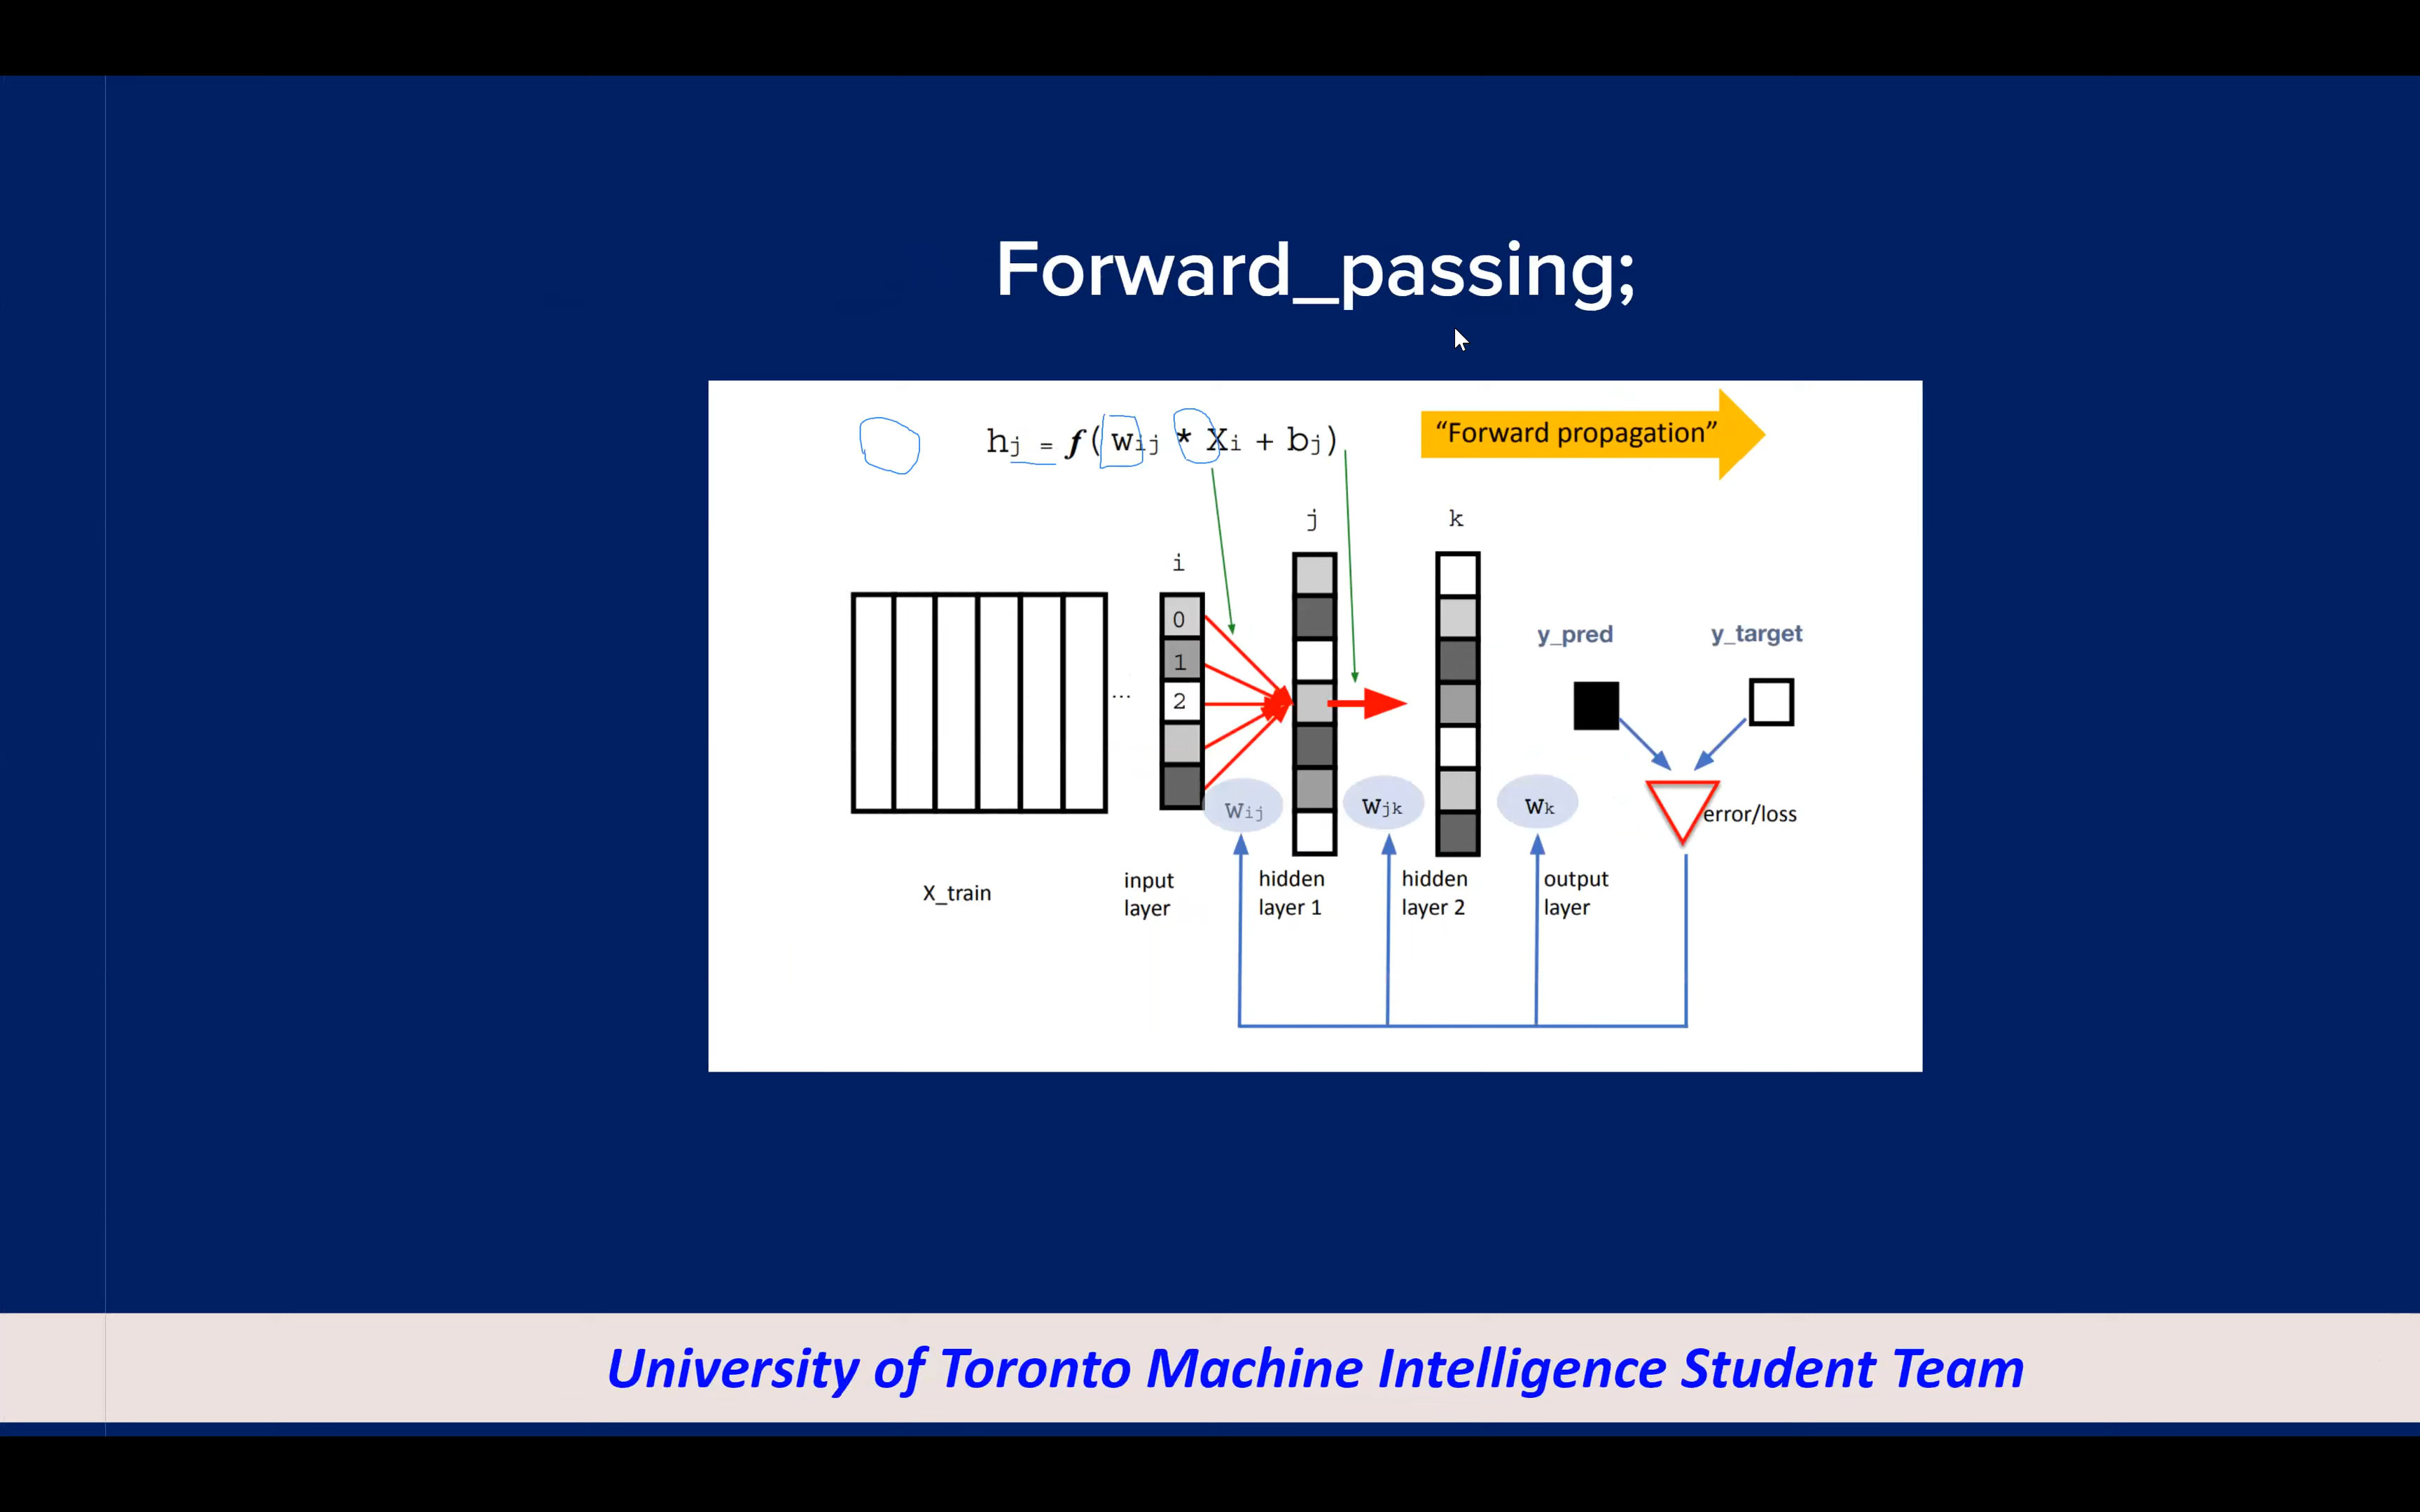 Forward_passing;
hj = f( wij * Xi + bj)
“Forward propagation”
j
k
i
0
1
2
...
y_pred
y_target
wij
wjk
wk
error/loss
X_train
input
layer
hidden
layer 1
hidden
layer 2
output
layer
University of Toronto Machine Intelligence Student Team